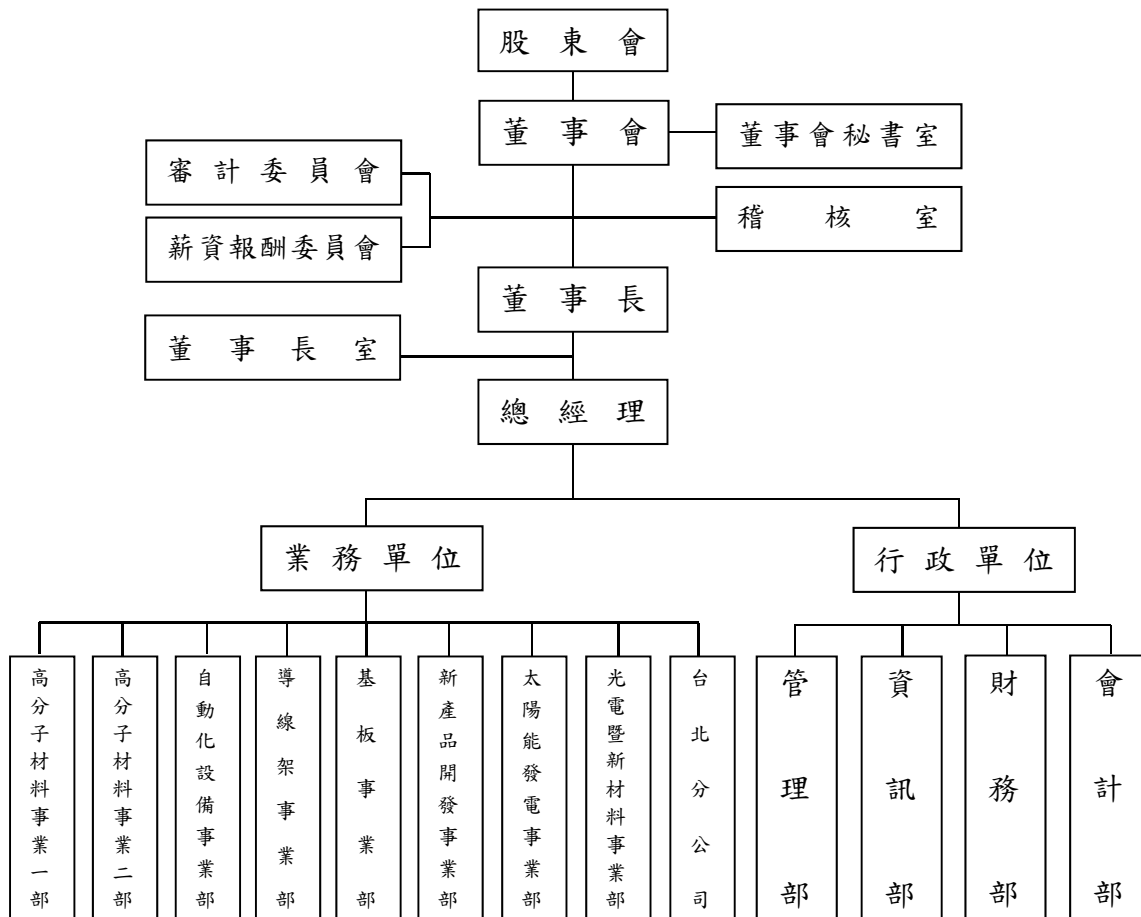 股東會
董事會
董事會秘書室
審計委員會
稽核室
薪資報酬委員會
董事長
董事長室
總經理
業務單位
行政單位
高分子材料事業一部
高分子材料事業二部
自動化設備事業部
導線架事業部
基板事業部
新產品開發事業部
太陽能發電事業部
光電暨新材料事業部
台北分公司
管理部
資訊部
財務部
會計部